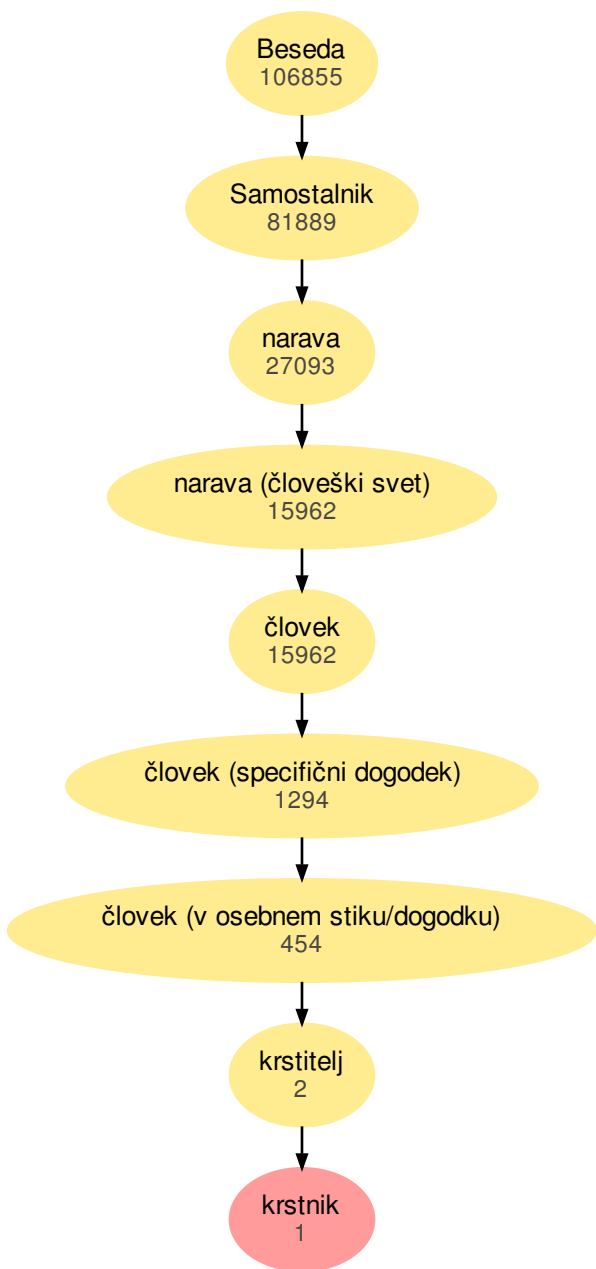 Beseda
106855
Samostalnik
81889
narava
27093
narava (človeški svet)
15962
človek
15962
človek (specifični dogodek)
1294
človek (v osebnem stiku/dogodku)
454
krstitelj
2
krstnik
1